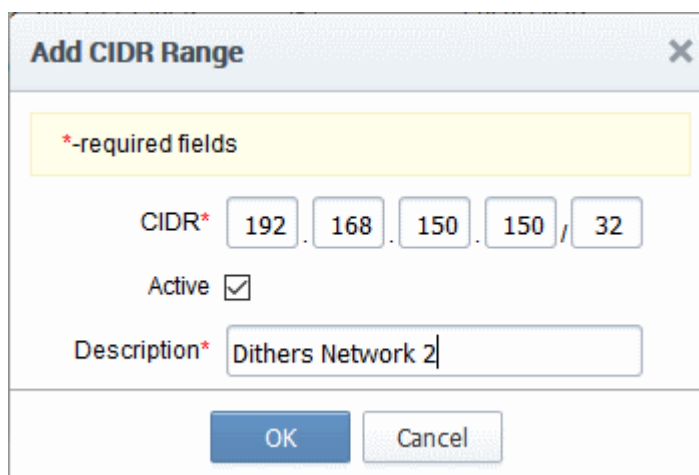 Add CIDR Range
*-required fields
CIDR* 192 . 168 . 150 . 150 / 32
Active
Description* Dithers Network 2
OK Cancel